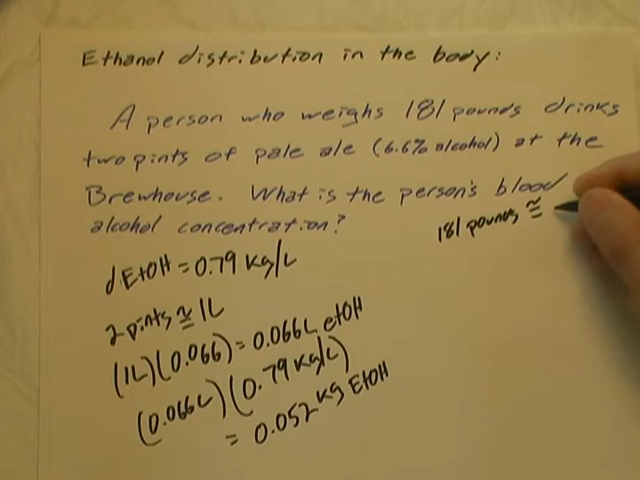 Ethanol distribution in the body:
A person who weighs 181 pounds drinks
two pints of pale ale (6.6% alcohol) at the
Brewhouse. What is the person's blood
alcohol concentration?
181 pounds ≅
dEtOH = 0.79 kg/L
2 pints ≅ 1L
(1L)(0.066) = 0.066L etOH
(0.066L)(0.79 kg/L)
= 0.052 kg EtOH